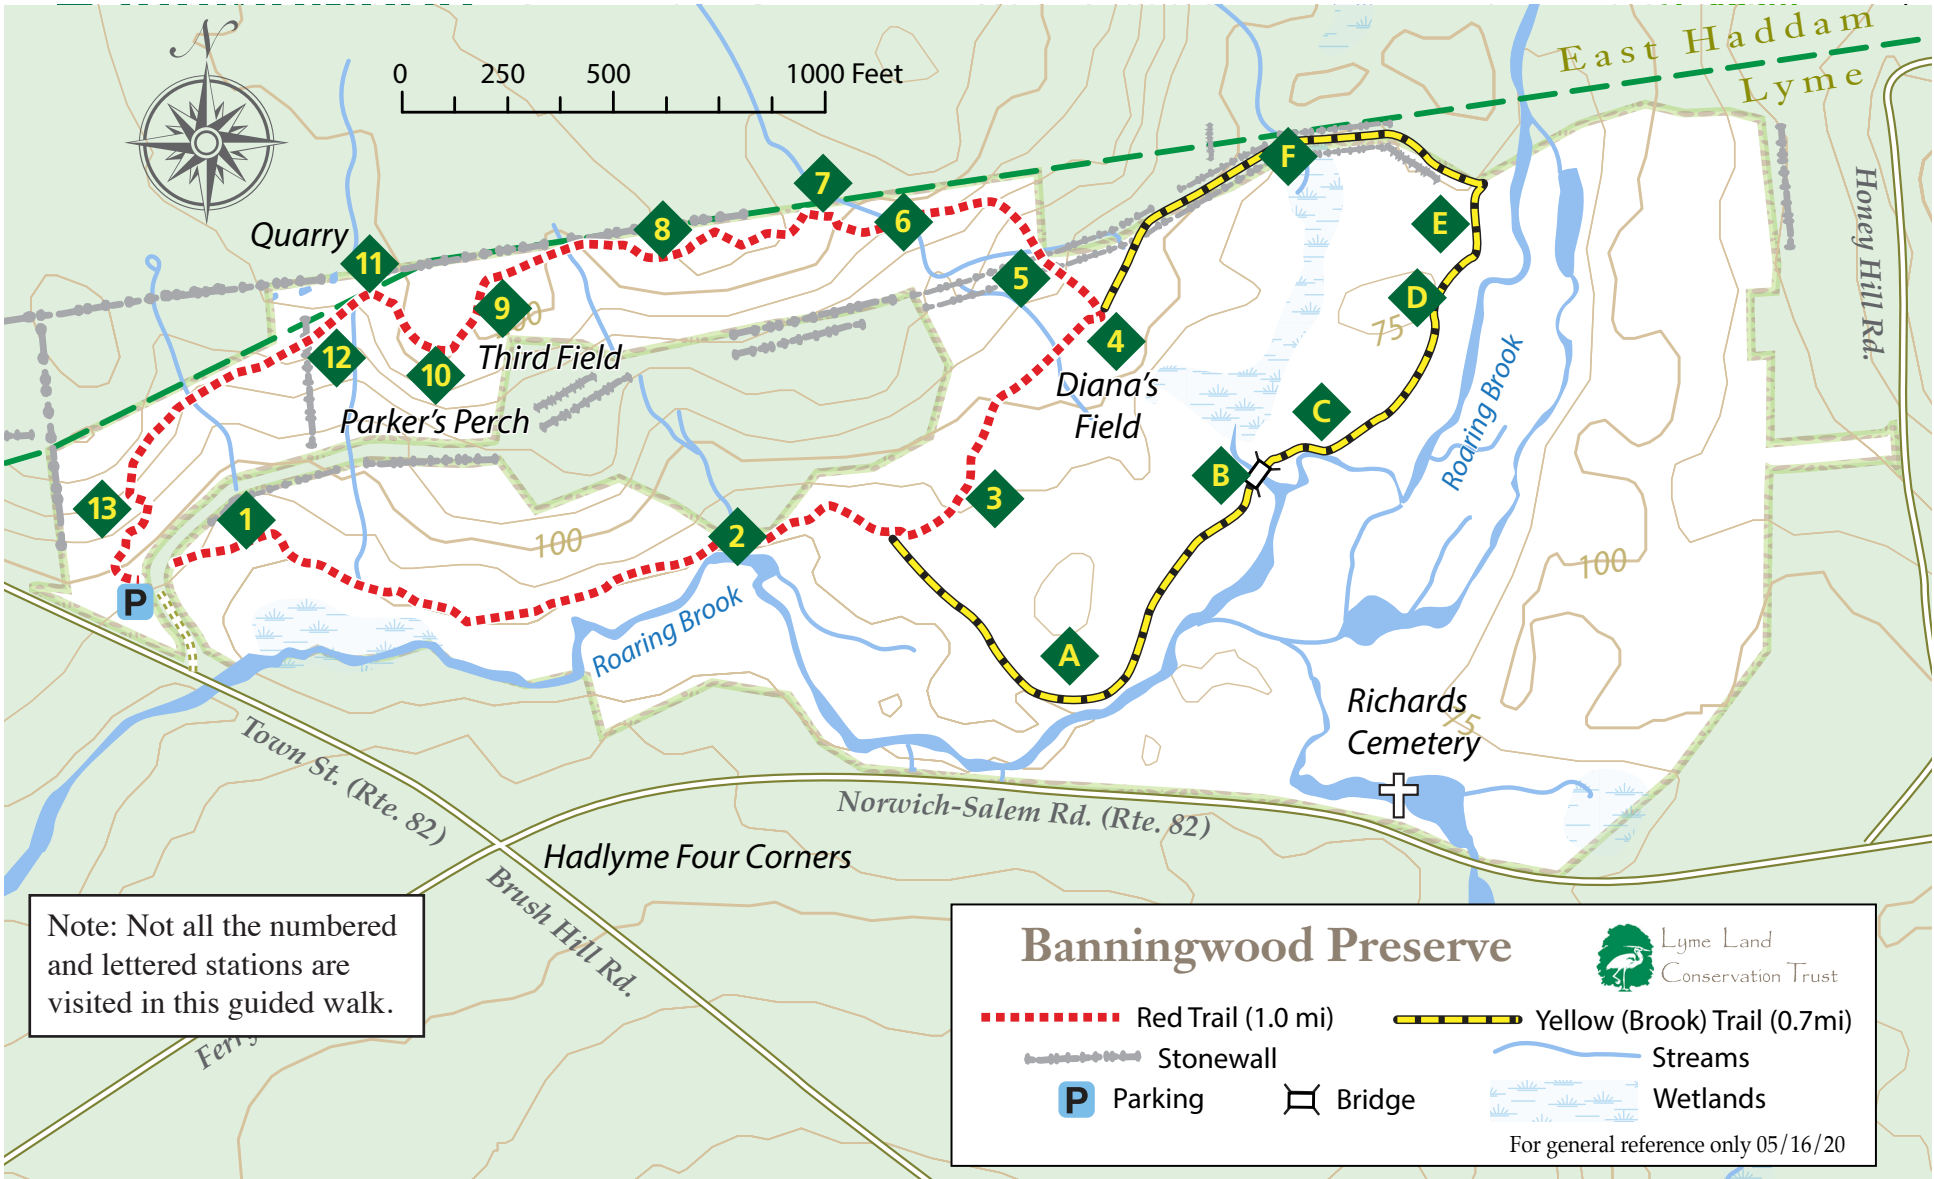 N
0 250 500 1000 Feet
East Haddam
Lyme
Honey Hill Rd.
Quarry
7
6
8
11
5
9
00
12
10
Third Field
Parker's Perch
4
Diana's
Field
F
E
D
75
C
B
Roaring Brook
13
1
2
3
100
100
P
Roaring Brook
A
Richards
Cemetery
75
Town St. (Rte. 82)
Norwich-Salem Rd. (Rte. 82)
Hadlyme Four Corners
Brush Hill Rd.
Note: Not all the numbered
and lettered stations are
visited in this guided walk.
Ferry
Banningwood Preserve
Lyme Land
Conservation Trust
Red Trail (1.0 mi)
Yellow (Brook) Trail (0.7mi)
Stonewall
Streams
P Parking
Bridge
Wetlands
For general reference only 05/16/20